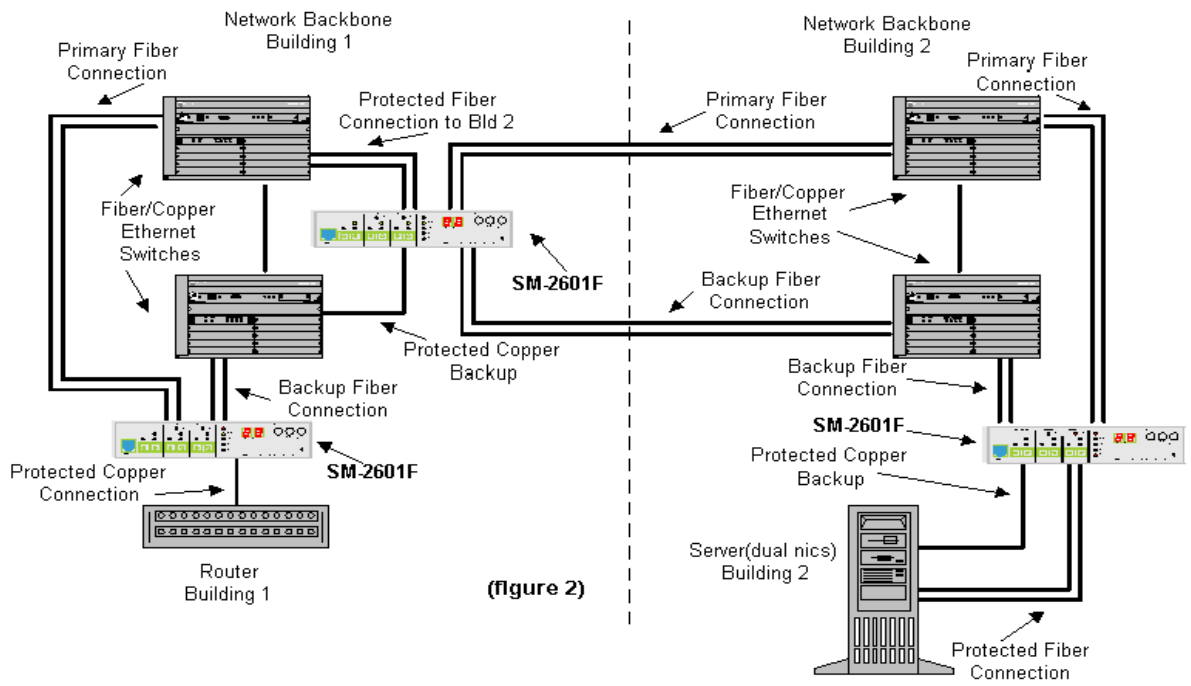 Network Backbone
Building 1
Network Backbone
Building 2
Primary Fiber
Connection
Protected Fiber
Connection to Bld 2
Primary Fiber
Connection
Primary Fiber
Connection
Fiber/Copper
Ethernet
Switches
SM-2601F
Fiber/Copper
Ethernet
Switches
Backup Fiber
Connection
Protected Copper
Backup
Backup Fiber
Connection
Backup Fiber
Connection
SM-2601F
SM-2601F
Protected Copper
Connection
Protected Copper
Backup
Router
Building 1
(figure 2)
Server(dual nics)
Building 2
Protected Fiber
Connection